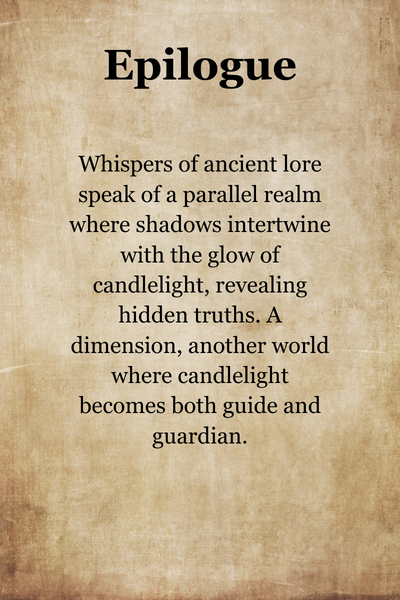 Epilogue
Whispers of ancient lore
speak of a parallel realm
where shadows intertwine
with the glow of
candlelight, revealing
hidden truths. A
dimension, another world
where candlelight
becomes both guide and
guardian.